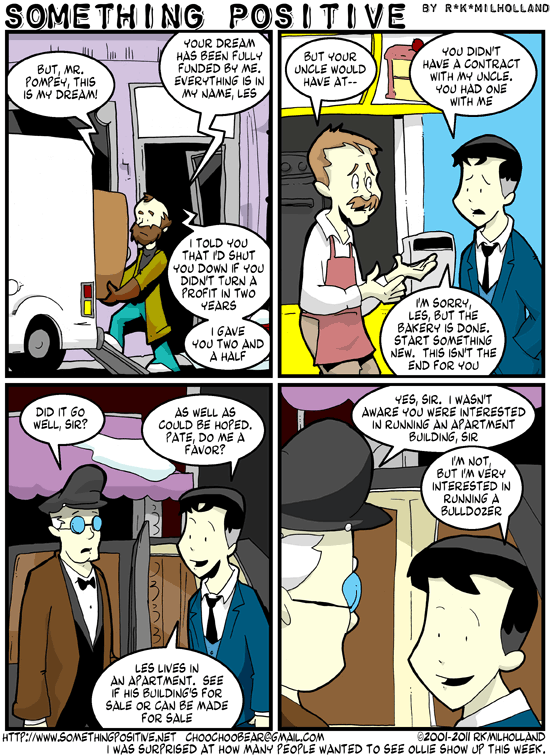 SOMETHING POSITIVE
BY R*K*MILHOLLAND
BUT, MR.
POMPEY, THIS
IS MY DREAM!
YOUR DREAM
HAS BEEN FULLY
FUNDED BY ME.
EVERYTHING IS IN
MY NAME, LES
I TOLD YOU
THAT I'D SHUT
YOU DOWN IF YOU
DIDN'T TURN A
PROFIT IN TWO
YEARS
I GAVE
YOU TWO AND
A HALF
BUT YOUR
UNCLE WOULD
HAVE AT--
YOU DIDN'T
HAVE A CONTRACT
WITH MY UNCLE.
YOU HAD ONE
WITH ME
I'M SORRY,
LES, BUT THE
BAKERY IS DONE.
START SOMETHING
NEW. THIS ISN'T THE
END FOR YOU
DID IT GO
WELL, SIR?
AS WELL AS
COULD BE HOPED.
PATE, DO ME A
FAVOR?
LES LIVES IN
AN APARTMENT. SEE
IF HIS BUILDING'S FOR
SALE OR CAN BE MADE
FOR SALE
YES, SIR. I WASN'T
AWARE YOU WERE INTERESTED
IN RUNNING AN APARTMENT
BUILDING, SIR
I'M NOT,
BUT I'M VERY
INTERESTED IN
RUNNING A
BULLDOZER
HTTP://WWW.SOMETHINGPOSITIVE.NET CHOOCHOOBEAR@GMAIL.COM ©2001-2011 RKMILHOLLAND
I WAS SURPRISED AT HOW MANY PEOPLE WANTED TO SEE OLLIE SHOW UP THIS WEEK.